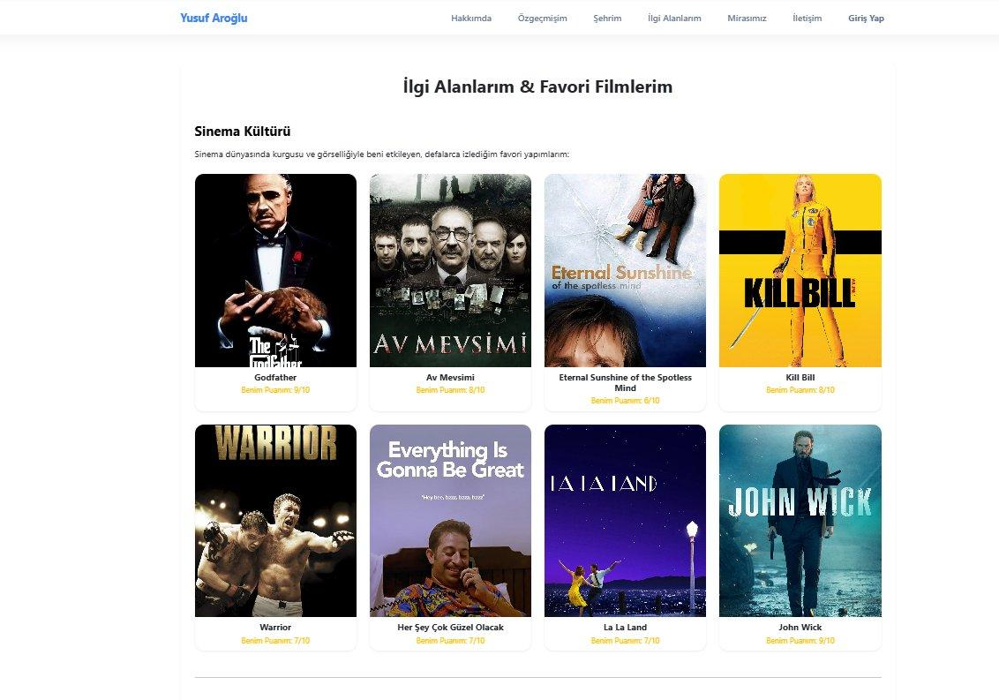 Yusuf Aroğlu
Hakkımda
Özgeçmişim
Şehrim
İlgi Alanlarım
Mirasımız
İletişim
Giriş Yap
İlgi Alanlarım & Favori Filmlerim
Sinema Kültürü
Sinema dünyasında kurgusu ve görselliğiyle beni etkileyen, defalarca izlediğim favori yapımlarım:
The
Godfather
Godfather
Benim Puanım: 9/10
AV MEVSİMİ
Av Mevsimi
Benim Puanım: 8/10
Eternal Sunshine
of the spotless mind
Eternal Sunshine of the Spotless
Mind
Benim Puanım: 6/10
KILL BILL
Kill Bill
Benim Puanım: 8/10
WARRIOR
Warrior
Benim Puanım: 7/10
Everything Is
Gonna Be Great
"Hey bee, bzzz, bzzz, bzzz"
Her Şey Çok Güzel Olacak
Benim Puanım: 7/10
LA LA LAND
La La Land
Benim Puanım: 7/10
JOHN WICK
John Wick
Benim Puanım: 9/10